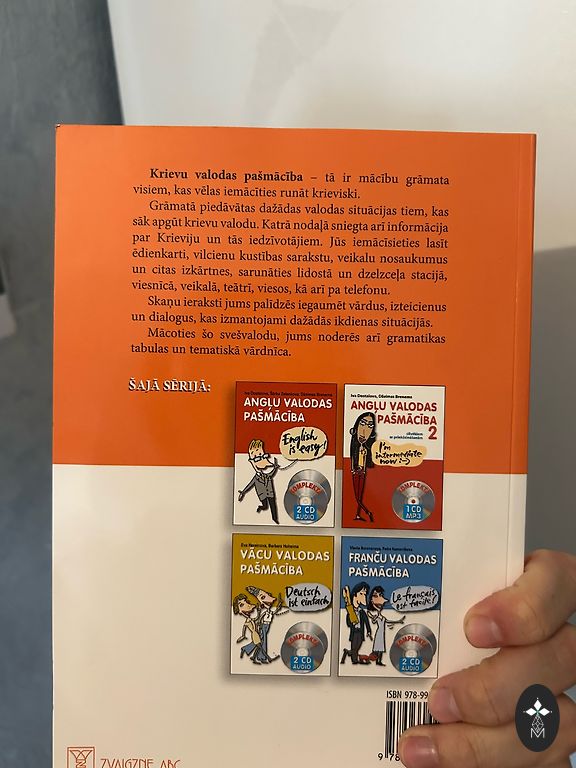 Krievu valodas pašmācība – tā ir mācību grāmata
visiem, kas vēlas iemācīties runāt krieviski.
Grāmatā piedāvātas dažādas valodas situācijas tiem, kas
sāk apgūt krievu valodu. Katrā nodaļā sniegta arī informācija
par Krieviju un tās iedzīvotājiem. Jūs iemācīsieties lasīt
ēdienkarti, vilcienu kustības sarakstu, veikalu nosaukumus
un citas izkārtnes, sarunāties lidostā un dzelzceļa stacijā,
viesnīcā, veikalā, teātrī, viesos, kā arī pa telefonu.
Skaņu ieraksti jums palīdzēs iegaumēt vārdus, izteicienus
un dialogus, kas izmantojami dažādās ikdienas situācijās.
Mācoties šo svešvalodu, jums noderēs arī gramatikas
tabulas un tematiskā vārdnīca.
ŠAJĀ SĒRIJĀ:
ANGĻU VALODAS
PAŠMĀCĪBA
English
is easy!
KOMPLEKTS
2 CD
AUDIO
ANGĻU VALODAS
PAŠMĀCĪBA
2
I'm
intermediate
now :-)
KOMPLEKTS
1 CD
MP3
VĀCU VALODAS
PAŠMĀCĪBA
Deutsch
ist einfach
KOMPLEKTS
2 CD
AUDIO
FRANČU VALODAS
PAŠMĀCĪBA
Le français
est facile!
KOMPLEKTS
2 CD
AUDIO
ISBN 978-99
9 78
ZVAIGZNE ABC
M